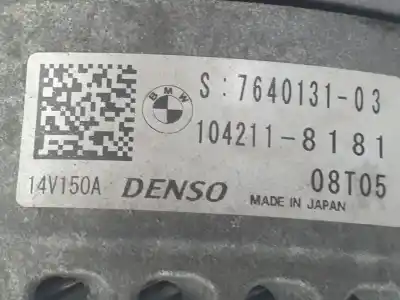 BMW
S:7640131-03
104211-8181
08T05
14V150A DENSO
MADE IN JAPAN